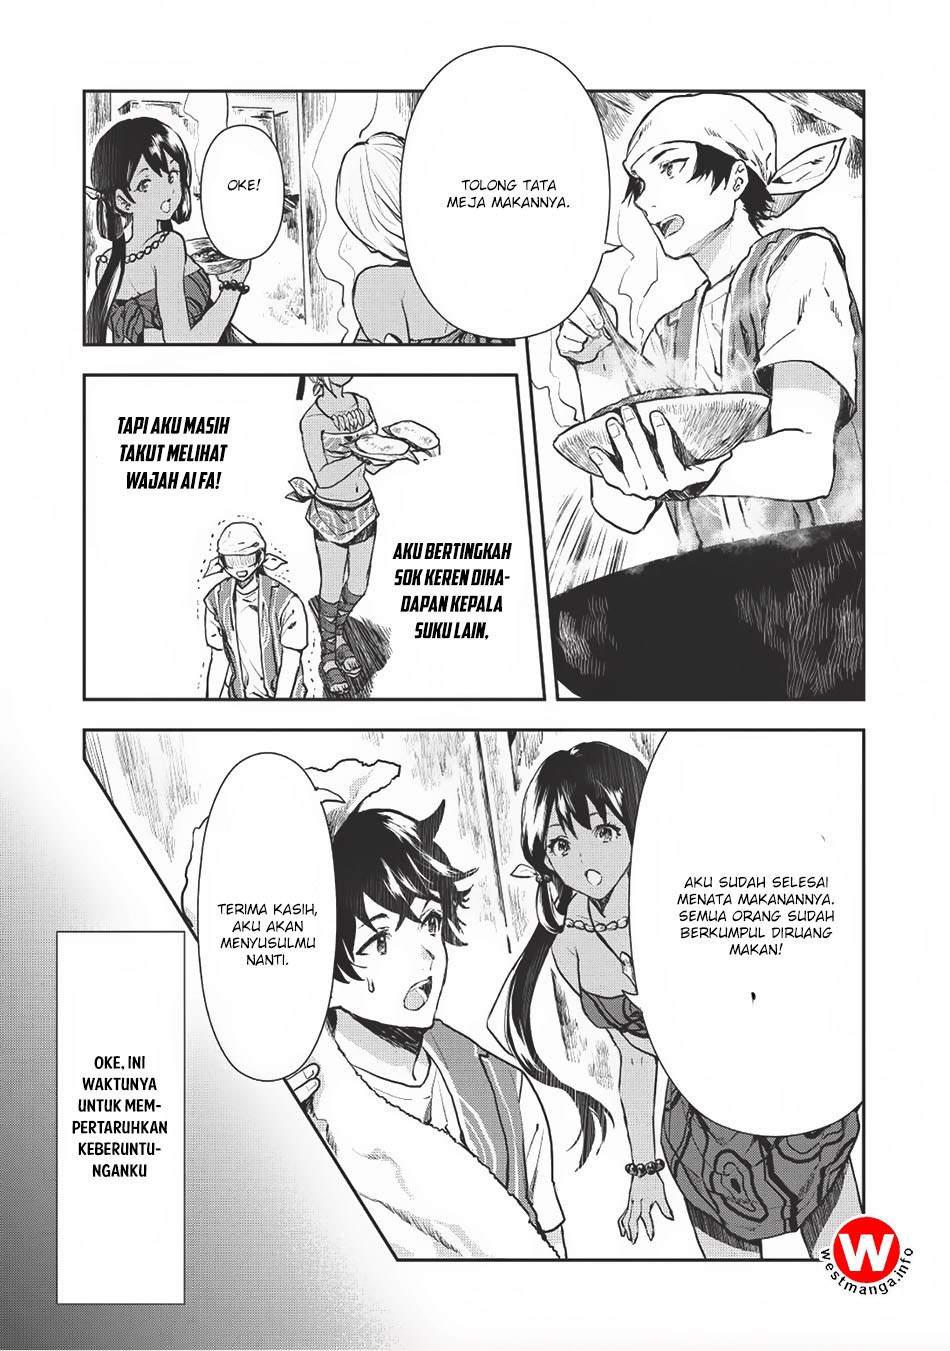 TOLONG TATA
MEJA MAKANNYA.
OKE!
AKU BERTINGKAH
SOK KEREN DIHA-
DAPAN KEPALA
SUKU LAIN,
TAPI AKU MASIH
TAKUT MELIHAT
WAJAH AI FA!
AKU SUDAH SELESAI
MENATA MAKANANNYA.
SEMUA ORANG SUDAH
BERKUMPUL DIRUANG
MAKAN!
TERIMA KASIH,
AKU AKAN
MENYUSULMU
NANTI.
OKE, INI
WAKTUNYA
UNTUK MEM-
PERTARUHKAN
KEBERUNTU-
NGANKU
W
westmanga.info